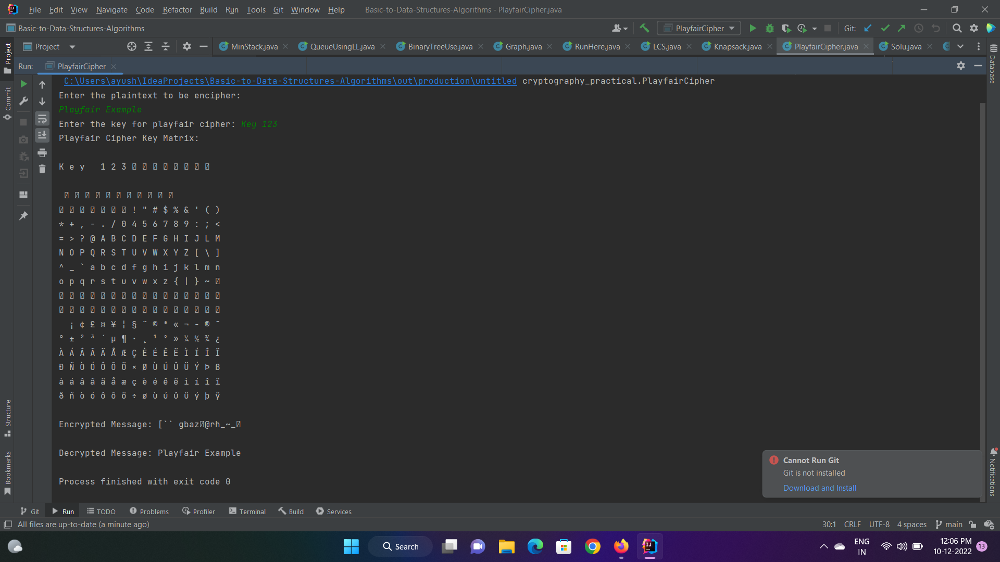 File Edit View Navigate Code Refactor Build Run Tools Git Window Help Basic-to-Data-Structures-Algorithms - PlayfairCipher.java
Basic-to-Data-Structures-Algorithms PlayfairCipher Git:
Project MinStack.java QueueUsingLL.java BinaryTreeUse.java Graph.java RunHere.java LCS.java Knapsack.java PlayfairCipher.java Solu.java
Run: PlayfairCipher
C:\Users\ayush\IdeaProjects\Basic-to-Data-Structures-Algorithms\out\production\untitled cryptography_practical.PlayfairCipher
Enter the plaintext to be encipher:
Playfair Example
Enter the key for playfair cipher: Key 123
Playfair Cipher Key Matrix:
K e y   1 2 3
! " # $ % & ' ( )
* + , - . / 0 4 5 6 7 8 9 : ; <
= > ? @ A B C D E F G H I J L M
N O P Q R S T U V W X Y Z [ \ ]
^ _ ` a b c d f g h i j k l m n
o p q r s t u v w x z { | } ~
¡ ¢ £ ¤ ¥ ¦ § ¨ © ª « ¬ - ® ¯
° ± ² ³ ´ µ ¶ · ¸ ¹ º » ¼ ½ ¾ ¿
À Á Â Ã Ä Å Æ Ç È É Ê Ë Ì Í Î Ï
Ð Ñ Ò Ó Ô Õ Ö × Ø Ù Ú Û Ü Ý Þ ß
à á â ã ä å æ ç è é ê ë ì í î ï
ð ñ ò ó ô õ ö ÷ ø ù ú û ü ý þ ÿ
Encrypted Message: [`` gbaz@rh_~_
Decrypted Message: Playfair Example
Process finished with exit code 0
Project
Commit
Structure
Bookmarks
Database
Notifications
Cannot Run Git
Git is not installed
Download and Install
Git Run TODO Problems Profiler Terminal Build Services
All files are up-to-date (a minute ago) 30:1 CRLF UTF-8 4 spaces main
Search ENG IN 12:06 PM 10-12-2022 13